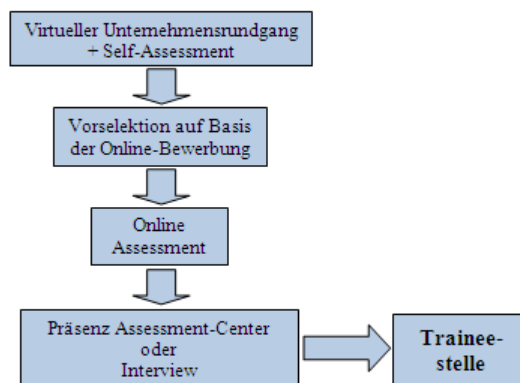 Virtueller Unternehmensrundgang
+ Self-Assessment
Vorselektion auf Basis
der Online-Bewerbung
Online
Assessment
Präsenz Assessment-Center
oder
Interview
Trainee-
stelle